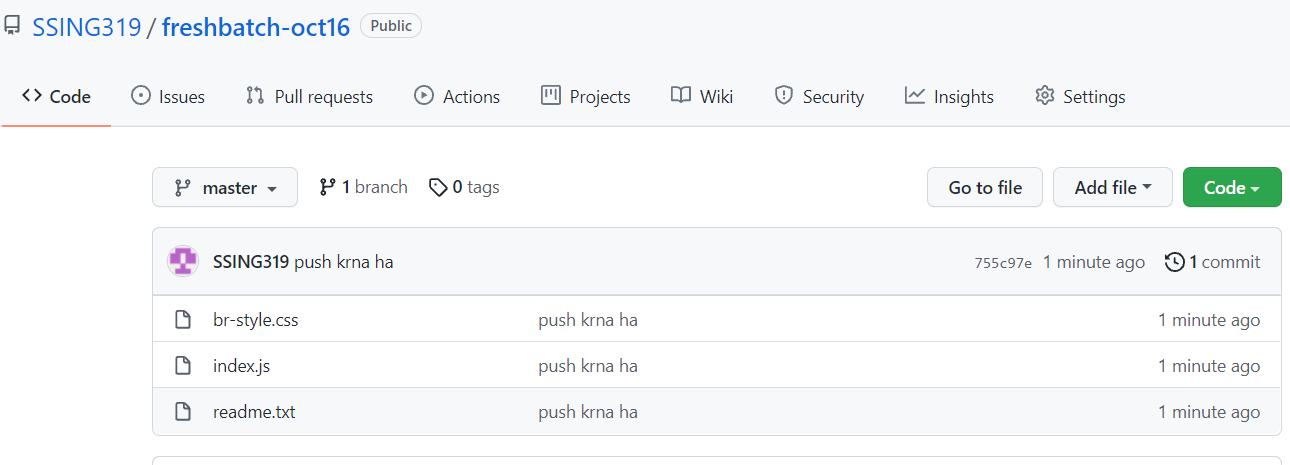 SSING319 / freshbatch-oct16 Public
Code Issues Pull requests Actions Projects Wiki Security Insights Settings
master 1 branch 0 tags Go to file Add file Code
SSING319 push krna ha 755c97e 1 minute ago 1 commit
br-style.css push krna ha 1 minute ago
index.js push krna ha 1 minute ago
readme.txt push krna ha 1 minute ago